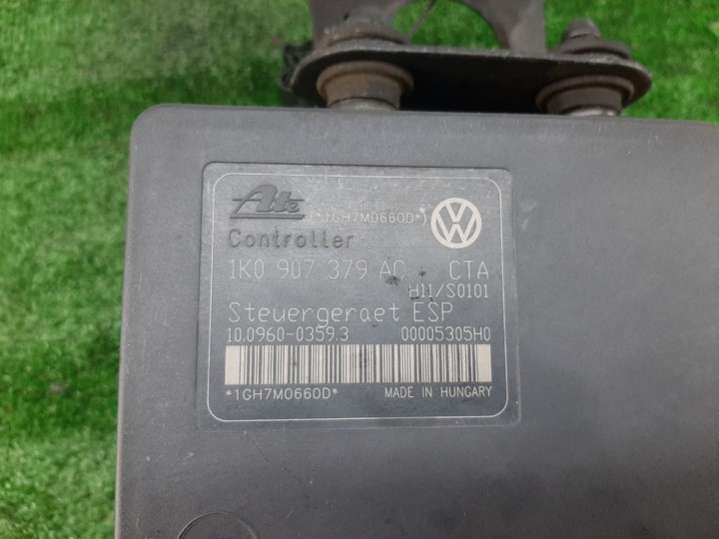 Ate (*1GH7M0660D*) VW
Controller
1K0 907 379 AC CTA
H11/S0101
Steuergeraet ESP
10.0960-0359.3 00005305H0
*1GH7M0660D* MADE IN HUNGARY